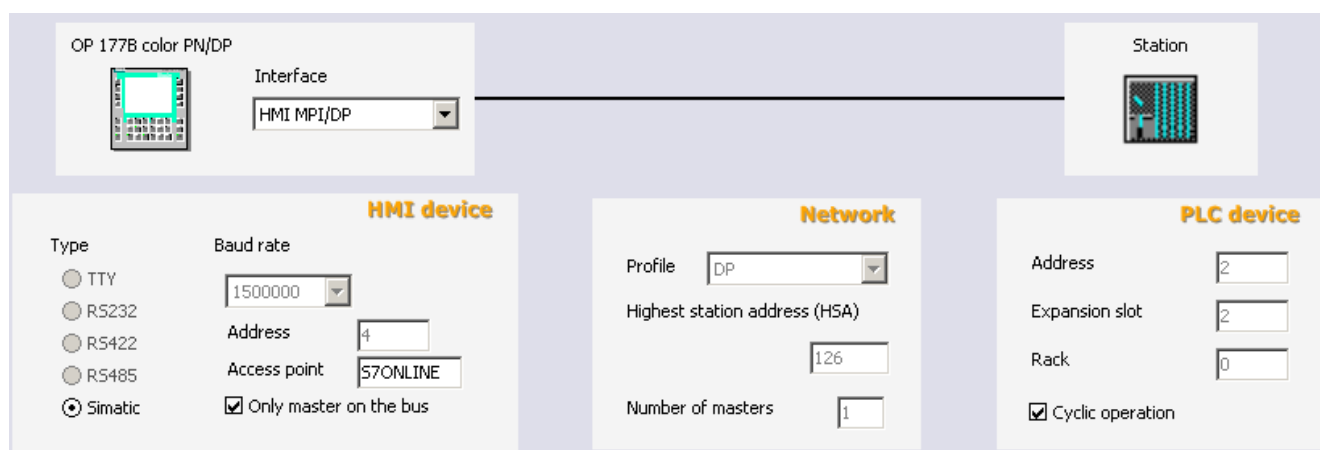 OP 177B color PN/DP
Interface
HMI MPI/DP
Station
HMI device
Type
TTY
RS232
RS422
RS485
Simatic
Baud rate
1500000
Address 4
Access point S7ONLINE
Only master on the bus
Network
Profile DP
Highest station address (HSA)
126
Number of masters 1
PLC device
Address 2
Expansion slot 2
Rack 0
Cyclic operation